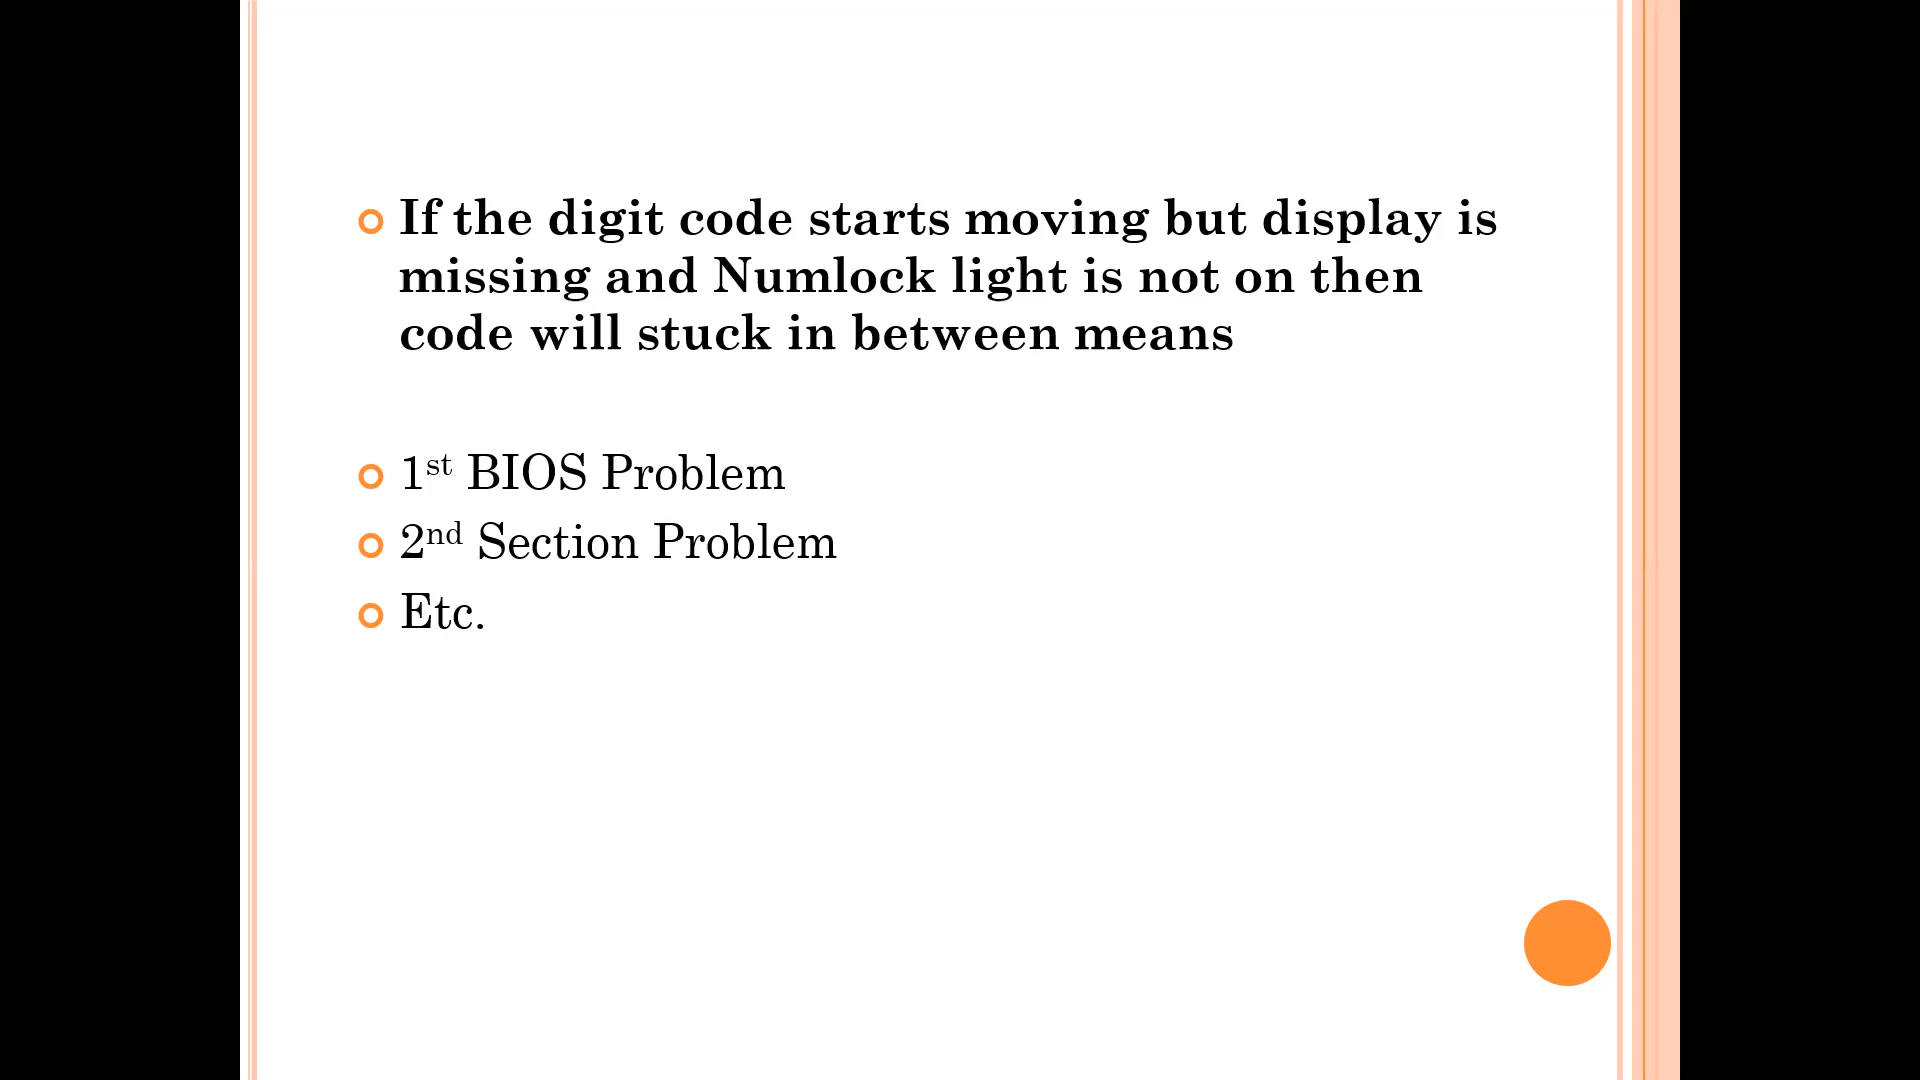 If the digit code starts moving but display is
missing and Numlock light is not on then
code will stuck in between means
1st BIOS Problem
2nd Section Problem
Etc.